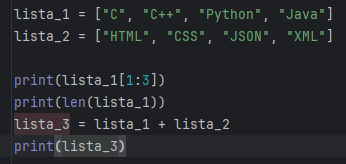 lista_1 = ["C", "C++", "Python", "Java"]
lista_2 = ["HTML", "CSS", "JSON", "XML"]
print(lista_1[1:3])
print(len(lista_1))
lista_3 = lista_1 + lista_2
print(lista_3)